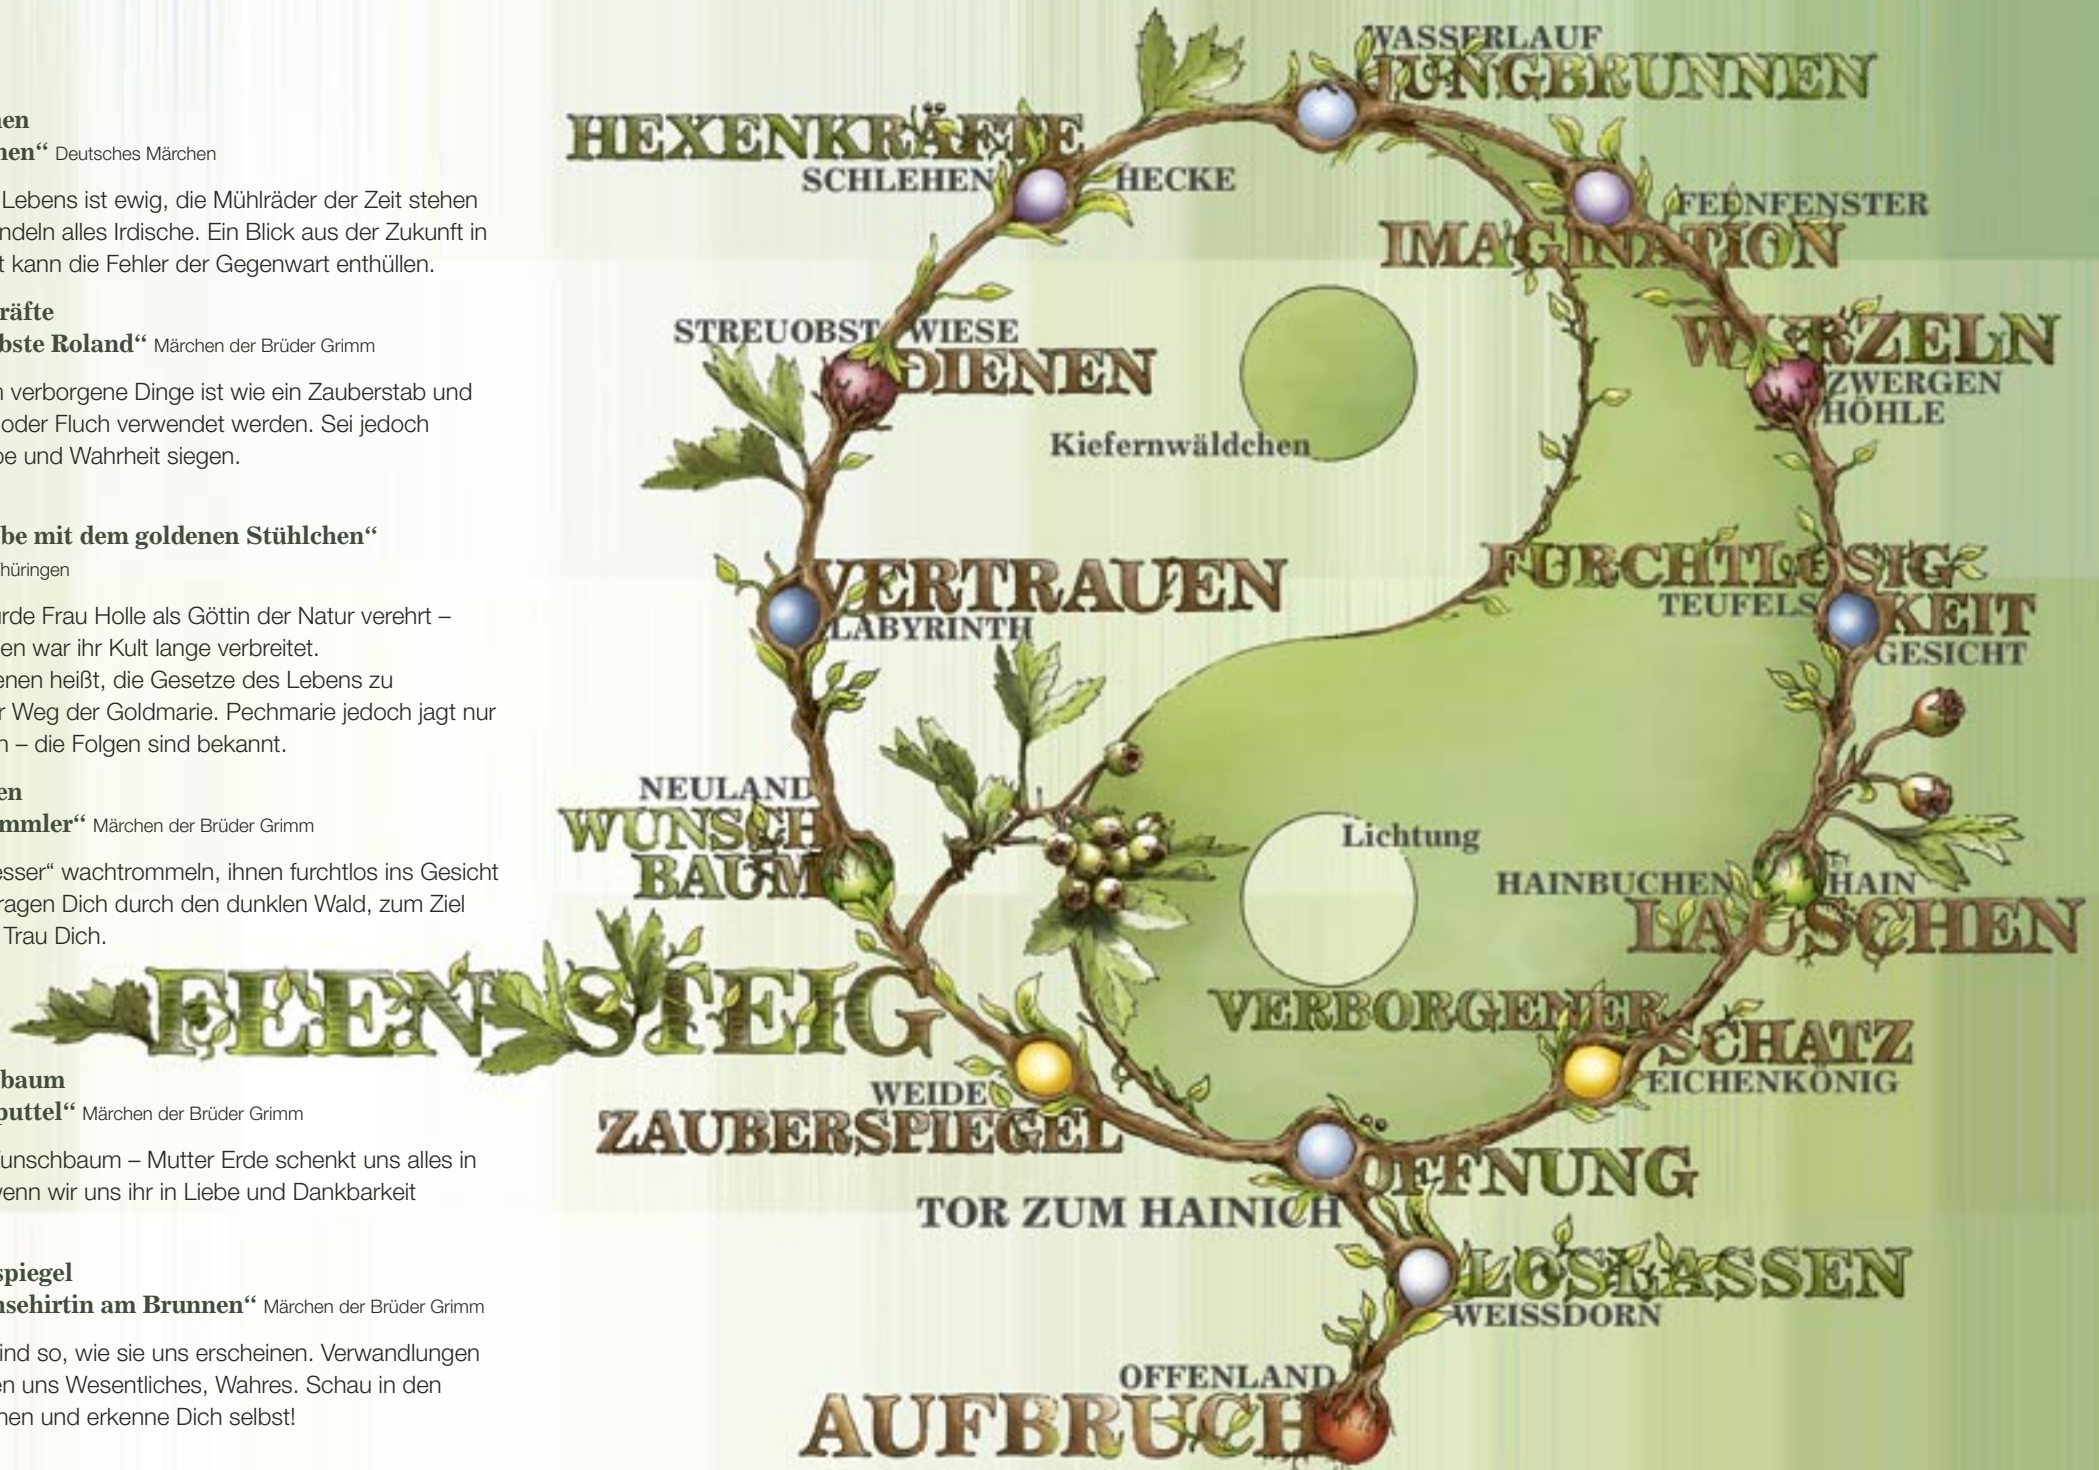 nen
hen“ Deutsches Märchen
Lebens ist ewig, die Mühlräder der Zeit stehen
ndeln alles Irdische. Ein Blick aus der Zukunft in
t kann die Fehler der Gegenwart enthüllen.
räfte
bste Roland“ Märchen der Brüder Grimm
n verborgene Dinge ist wie ein Zauberstab und
oder Fluch verwendet werden. Sei jedoch
be und Wahrheit siegen.
be mit dem goldenen Stühlchen“
Thüringen
urde Frau Holle als Göttin der Natur verehrt –
en war ihr Kult lange verbreitet.
enen heißt, die Gesetze des Lebens zu
r Weg der Goldmarie. Pechmarie jedoch jagt nur
n – die Folgen sind bekannt.
en
mmler“ Märchen der Brüder Grimm
esser“ wachtrommeln, ihnen furchtlos ins Gesicht
ragen Dich durch den dunklen Wald, zum Ziel
Trau Dich.
baum
puttel“ Märchen der Brüder Grimm
unschbaum – Mutter Erde schenkt uns alles in
wenn wir uns ihr in Liebe und Dankbarkeit
spiegel
nsehirtin am Brunnen“ Märchen der Brüder Grimm
ind so, wie sie uns erscheinen. Verwandlungen
en uns Wesentliches, Wahres. Schau in den
nen und erkenne Dich selbst!
FEENSTEIG
WASSERLAUF
JUNGBRUNNEN
HEXENKRÄFTE
SCHLEHEN HECKE
FEENFENSTER
IMAGINATION
STREUOBST WIESE
DIENEN
WURZELN
ZWERGEN
HÖHLE
Kiefernwäldchen
VERTRAUEN
LABYRINTH
FURCHTLOSIG
TEUFELS KEIT
GESICHT
NEULAND
WUNSCH
BAUM
Lichtung
HAINBUCHEN HAIN
LAUSCHEN
VERBORGENER
SCHATZ
EICHENKÖNIG
WEIDE
ZAUBERSPIEGEL
ÖFFNUNG
TOR ZUM HAINICH
LOSLASSEN
WEISSDORN
OFFENLAND
AUFBRUCH